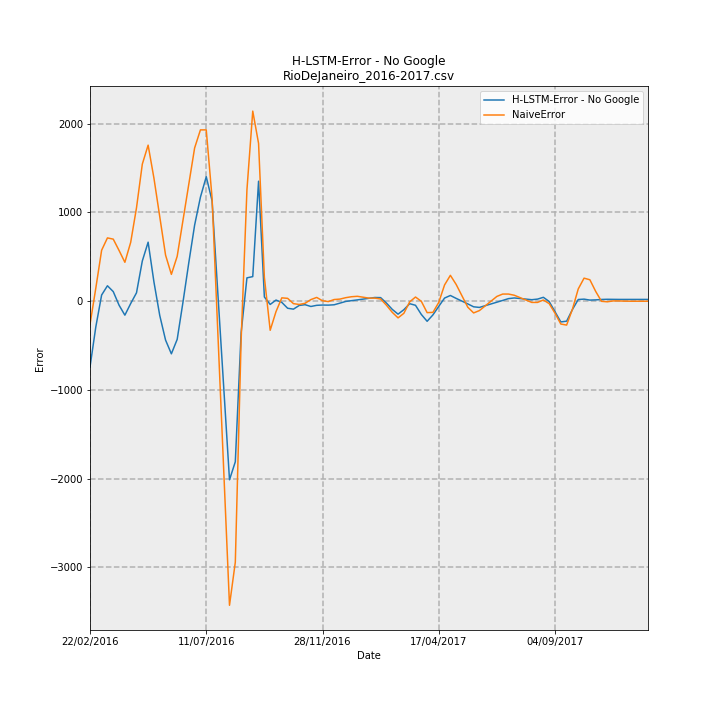 H-LSTM-Error - No Google
RioDeJaneiro_2016-2017.csv
H-LSTM-Error - No Google
NaiveError
2000
1000
0
−1000
−2000
−3000
Error
22/02/2016 11/07/2016 28/11/2016 17/04/2017 04/09/2017
Date